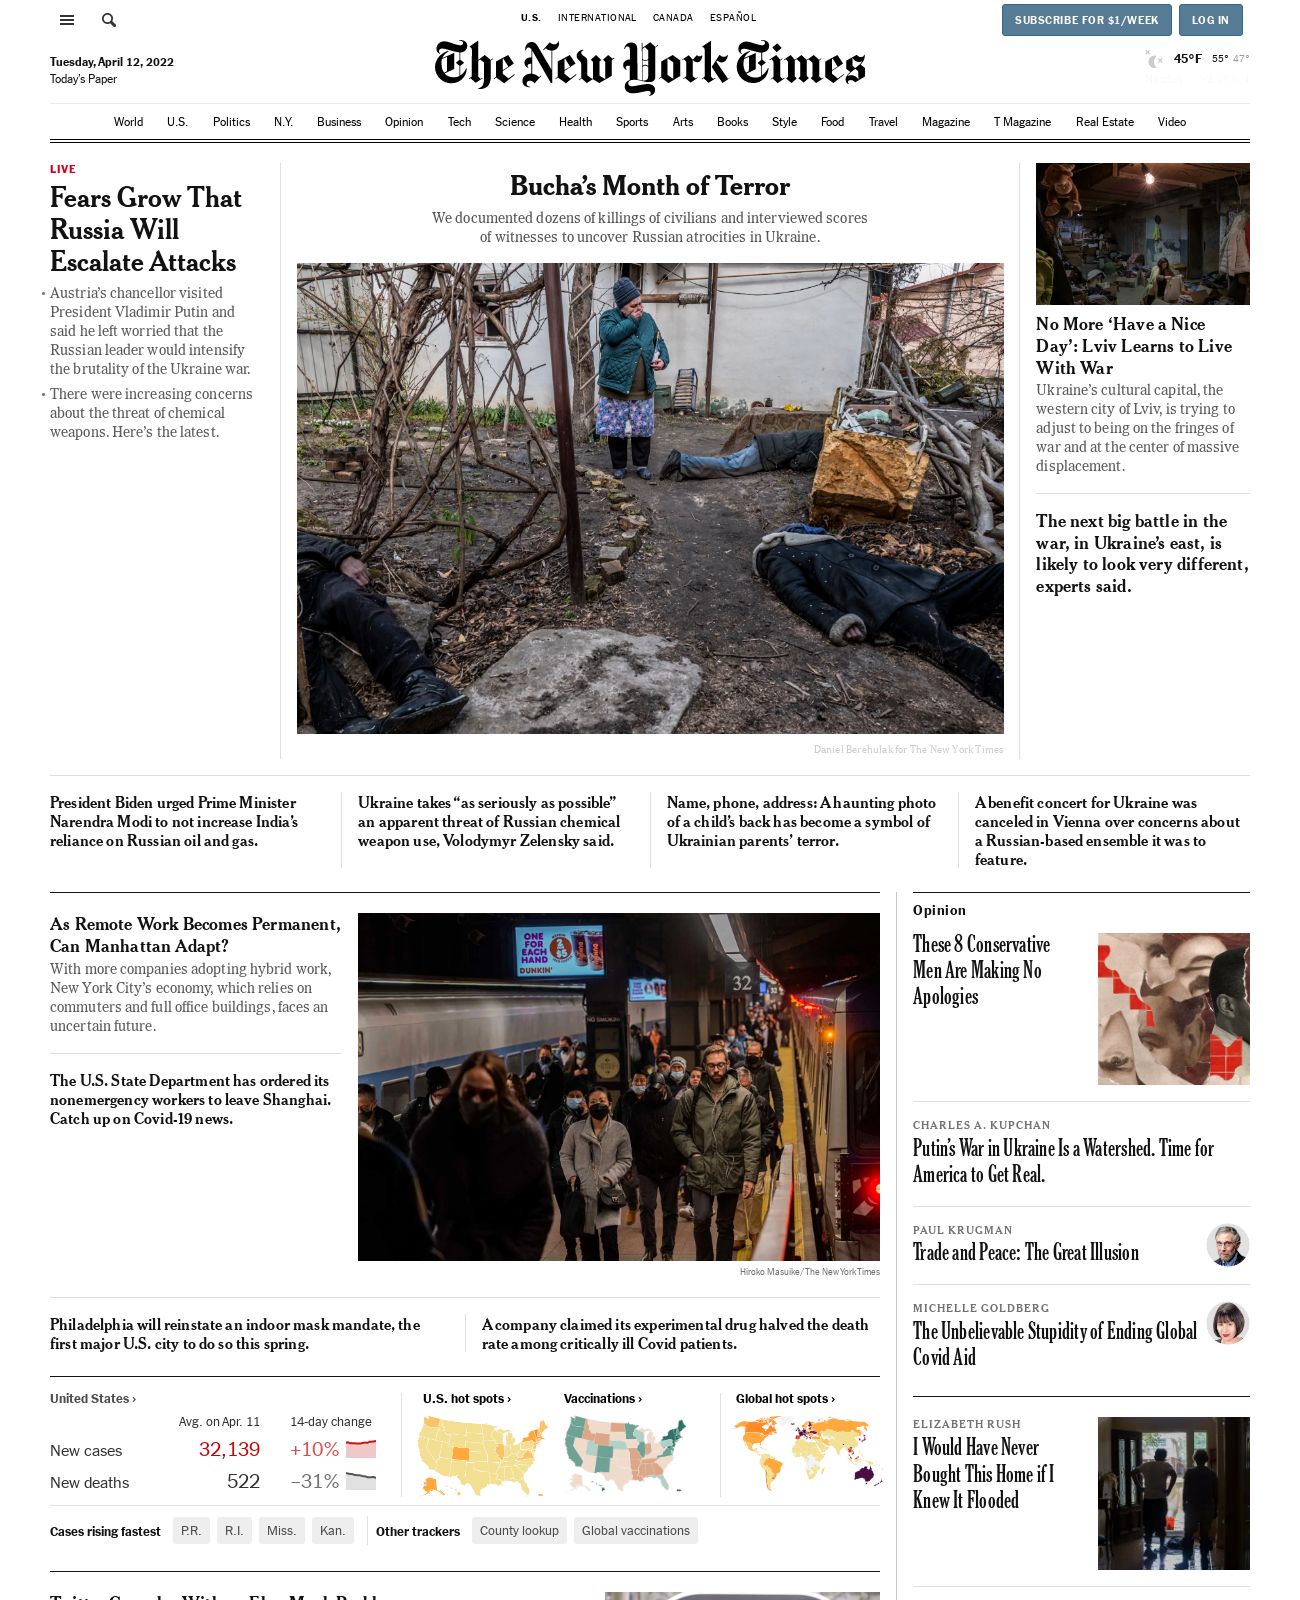 U.S. INTERNATIONAL CANADA ESPAÑOL
SUBSCRIBE FOR $1/WEEK LOG IN
Tuesday, April 12, 2022
Today's Paper
The New York Times
45°F 55° 47°
World U.S. Politics N.Y. Business Opinion Tech Science Health Sports Arts Books Style Food Travel Magazine T Magazine Real Estate Video
LIVE
Fears Grow That
Russia Will
Escalate Attacks
• Austria's chancellor visited
President Vladimir Putin and
said he left worried that the
Russian leader would intensify
the brutality of the Ukraine war.
• There were increasing concerns
about the threat of chemical
weapons. Here's the latest.
Bucha's Month of Terror
We documented dozens of killings of civilians and interviewed scores
of witnesses to uncover Russian atrocities in Ukraine.
Daniel Berehulak for The New York Times
No More ‘Have a Nice
Day’: Lviv Learns to Live
With War
Ukraine’s cultural capital, the
western city of Lviv, is trying to
adjust to being on the fringes of
war and at the center of massive
displacement.
The next big battle in the
war, in Ukraine’s east, is
likely to look very different,
experts said.
President Biden urged Prime Minister
Narendra Modi to not increase India’s
reliance on Russian oil and gas.
Ukraine takes “as seriously as possible”
an apparent threat of Russian chemical
weapon use, Volodymyr Zelensky said.
Name, phone, address: A haunting photo
of a child’s back has become a symbol of
Ukrainian parents’ terror.
A benefit concert for Ukraine was
canceled in Vienna over concerns about
a Russian-based ensemble it was to
feature.
As Remote Work Becomes Permanent,
Can Manhattan Adapt?
With more companies adopting hybrid work,
New York City’s economy, which relies on
commuters and full office buildings, faces an
uncertain future.
The U.S. State Department has ordered its
nonemergency workers to leave Shanghai.
Catch up on Covid-19 news.
ONE
FOR
EACH
HAND
DUNKIN'
32
NO SMOKING
Hiroko Masuike/The New York Times
Philadelphia will reinstate an indoor mask mandate, the
first major U.S. city to do so this spring.
A company claimed its experimental drug halved the death
rate among critically ill Covid patients.
United States ›
Avg. on Apr. 11 14-day change
New cases 32,139 +10%
New deaths 522 –31%
U.S. hot spots ›
Vaccinations ›
Global hot spots ›
Cases rising fastest P.R. R.I. Miss. Kan. Other trackers County lookup Global vaccinations
Opinion
These 8 Conservative
Men Are Making No
Apologies
CHARLES A. KUPCHAN
Putin’s War in Ukraine Is a Watershed. Time for
America to Get Real.
PAUL KRUGMAN
Trade and Peace: The Great Illusion
MICHELLE GOLDBERG
The Unbelievable Stupidity of Ending Global
Covid Aid
ELIZABETH RUSH
I Would Have Never
Bought This Home if I
Knew It Flooded